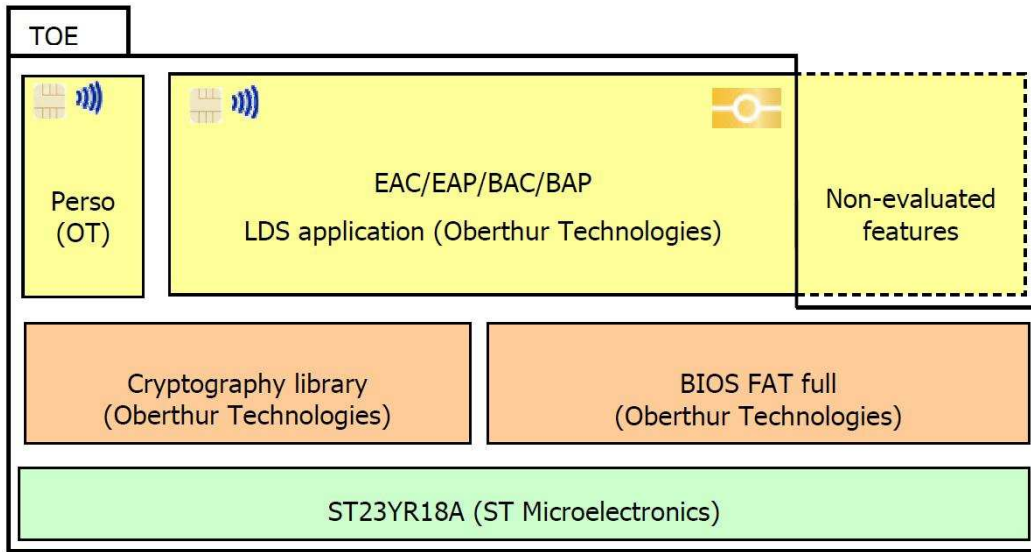 TOE
Perso
(OT)
EAC/EAP/BAC/BAP
LDS application (Oberthur Technologies)
Non-evaluated
features
Cryptography library
(Oberthur Technologies)
BIOS FAT full
(Oberthur Technologies)
ST23YR18A (ST Microelectronics)